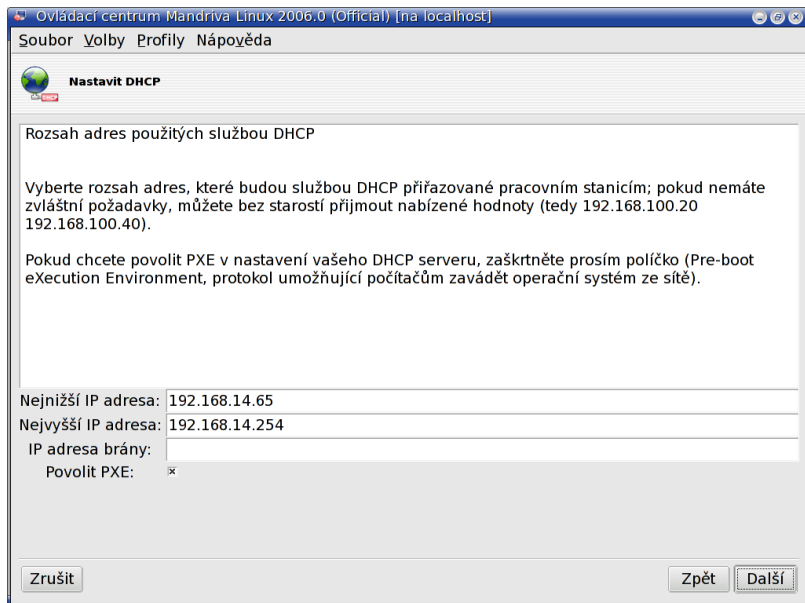 Ovládací centrum Mandriva Linux 2006.0 (Official) [na localhost]
Soubor Volby Profily Nápověda
Nastavit DHCP
DHCP
Rozsah adres použitých službou DHCP
Vyberte rozsah adres, které budou službou DHCP přiřazované pracovním stanicím; pokud nemáte
zvláštní požadavky, můžete bez starostí přijmout nabízené hodnoty (tedy 192.168.100.20
192.168.100.40).
Pokud chcete povolit PXE v nastavení vašeho DHCP serveru, zaškrtněte prosím políčko (Pre-boot
eXecution Environment, protokol umožňující počítačům zavádět operační systém ze sítě).
Nejnižší IP adresa: 192.168.14.65
Nejvyšší IP adresa: 192.168.14.254
IP adresa brány:
Povolit PXE:
Zrušit Zpět Další